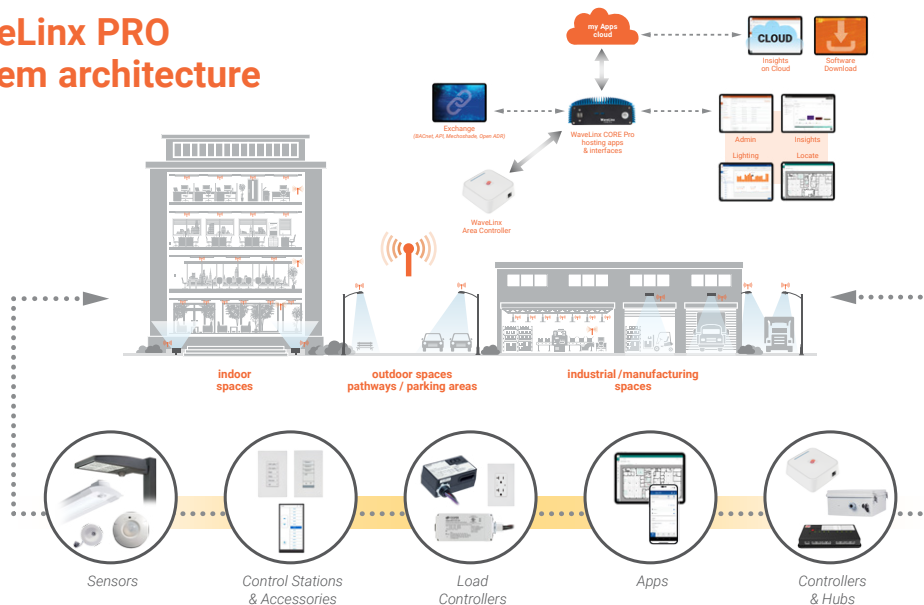 eLinx PRO
em architecture
my Apps
cloud
CLOUD
Insights
on Cloud
Software
Download
Exchange
(BACnet, API, Mechoshade, Open ADR)
WaveLinx CORE Pro
hosting apps
& interfaces
Admin
Insights
Lighting
Locate
WaveLinx
Area Controller
indoor
spaces
outdoor spaces
pathways / parking areas
industrial/manufacturing
spaces
Sensors
Control Stations
& Accessories
Load
Controllers
Apps
Controllers
& Hubs